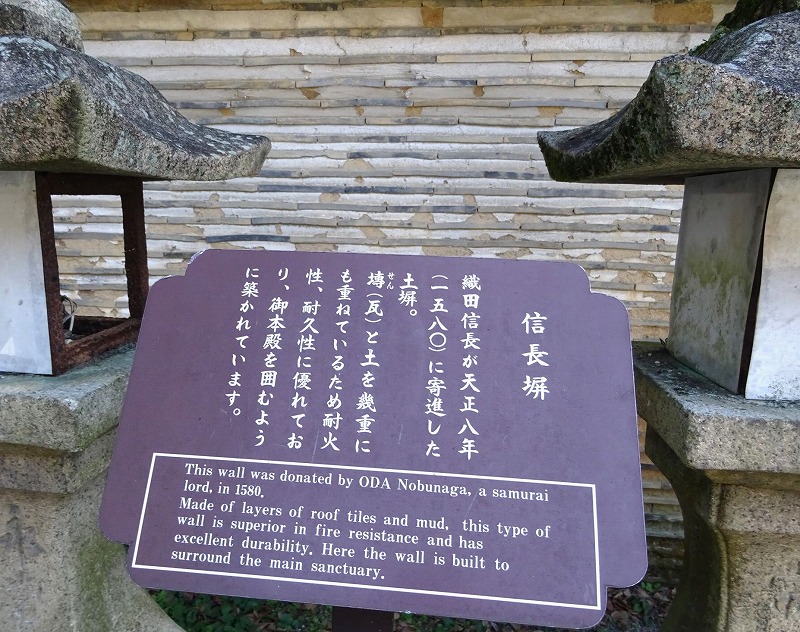 信長塀
織田信長が天正八年
(一五八〇)に寄進した
土塀。
せん
塼(瓦)と土を幾重に
も重ねているため耐火
性、耐久性に優れてお
り、御本殿を囲むよう
に築かれています。
This wall was donated by ODA Nobunaga, a samurai
lord, in 1580.
Made of layers of roof tiles and mud, this type of
wall is superior in fire resistance and has
excellent durability. Here the wall is built to
surround the main sanctuary.